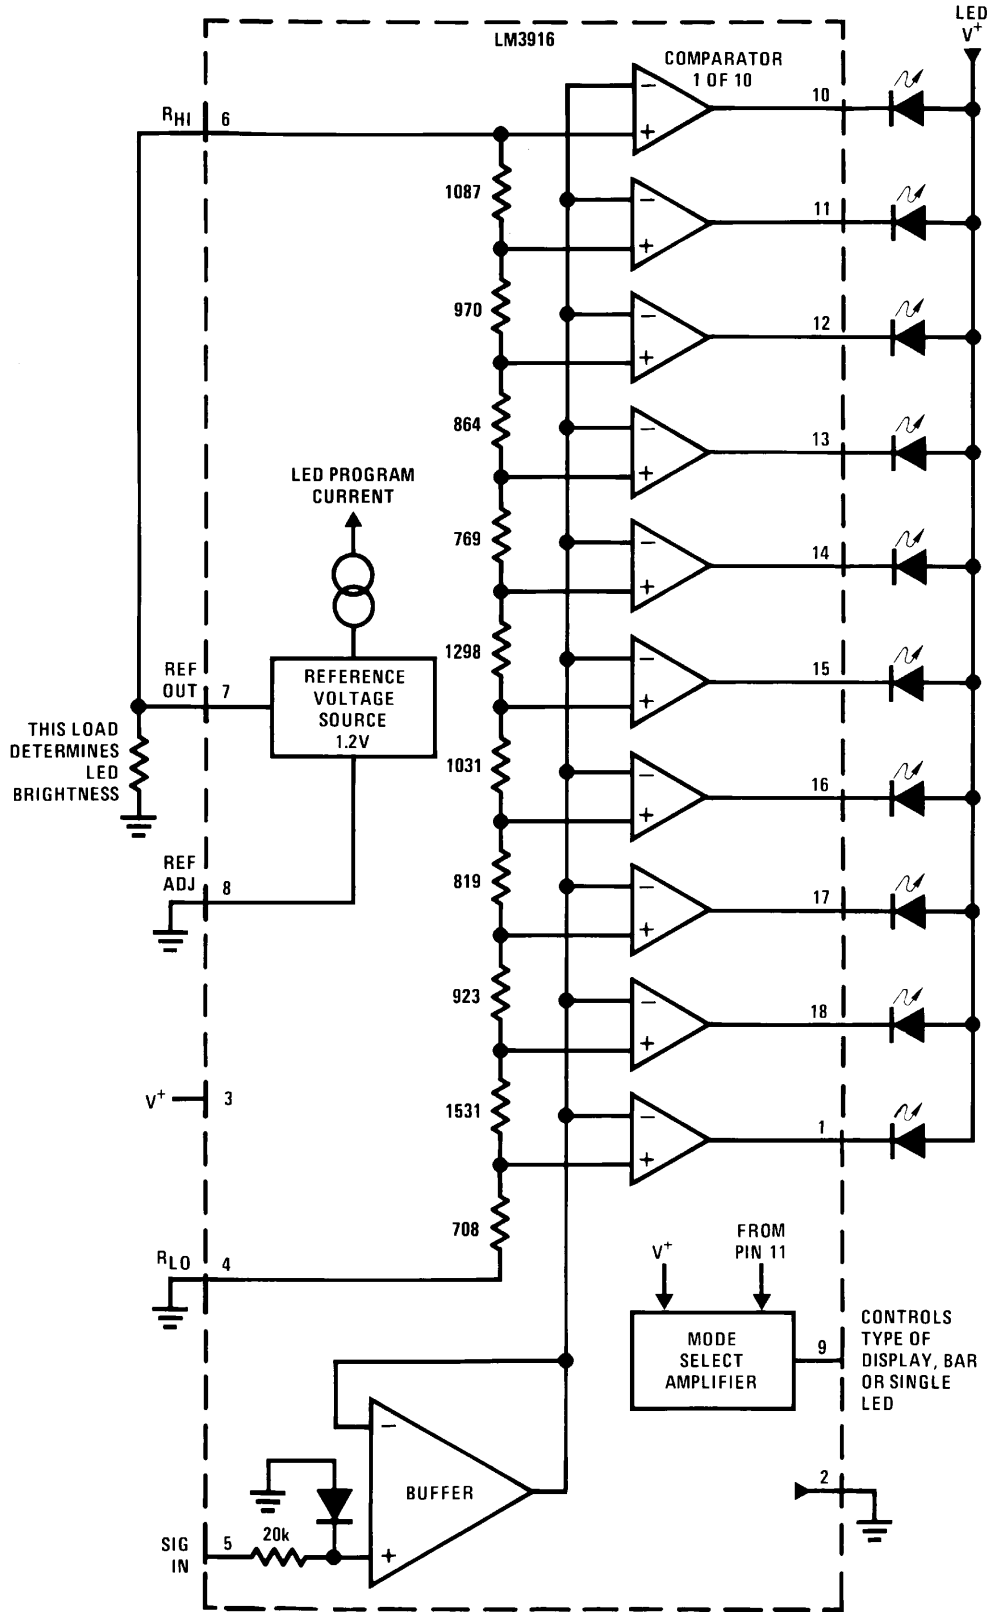 LED
V+
LM3916
COMPARATOR
1 OF 10
−
+
10
RHI
6
1087
−
+
11
970
−
+
12
864
−
+
13
LED PROGRAM
CURRENT
769
−
+
14
1298
−
+
15
REF
OUT
7
REFERENCE
VOLTAGE
SOURCE
1.2V
THIS LOAD
DETERMINES
LED
BRIGHTNESS
1031
−
+
16
REF
ADJ
8
819
−
+
17
923
−
+
18
V+
3
1531
−
+
1
708
RLO
4
V+
FROM
PIN 11
MODE
SELECT
AMPLIFIER
9
CONTROLS
TYPE OF
DISPLAY, BAR
OR SINGLE
LED
−
BUFFER
+
2
SIG
IN
5
20k